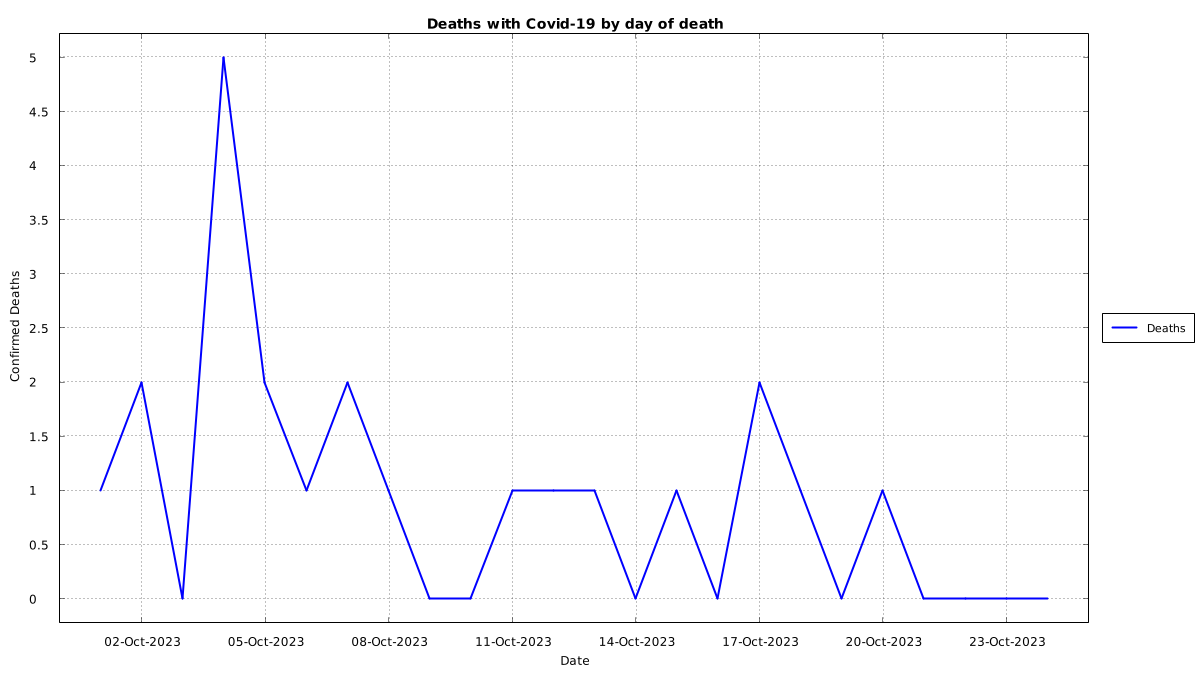 Deaths with Covid-19 by day of death
5
4.5
4
3.5
3
2.5
2
1.5
1
0.5
0
Confirmed Deaths
02-Oct-2023
05-Oct-2023
08-Oct-2023
11-Oct-2023
14-Oct-2023
17-Oct-2023
20-Oct-2023
23-Oct-2023
Date
Deaths